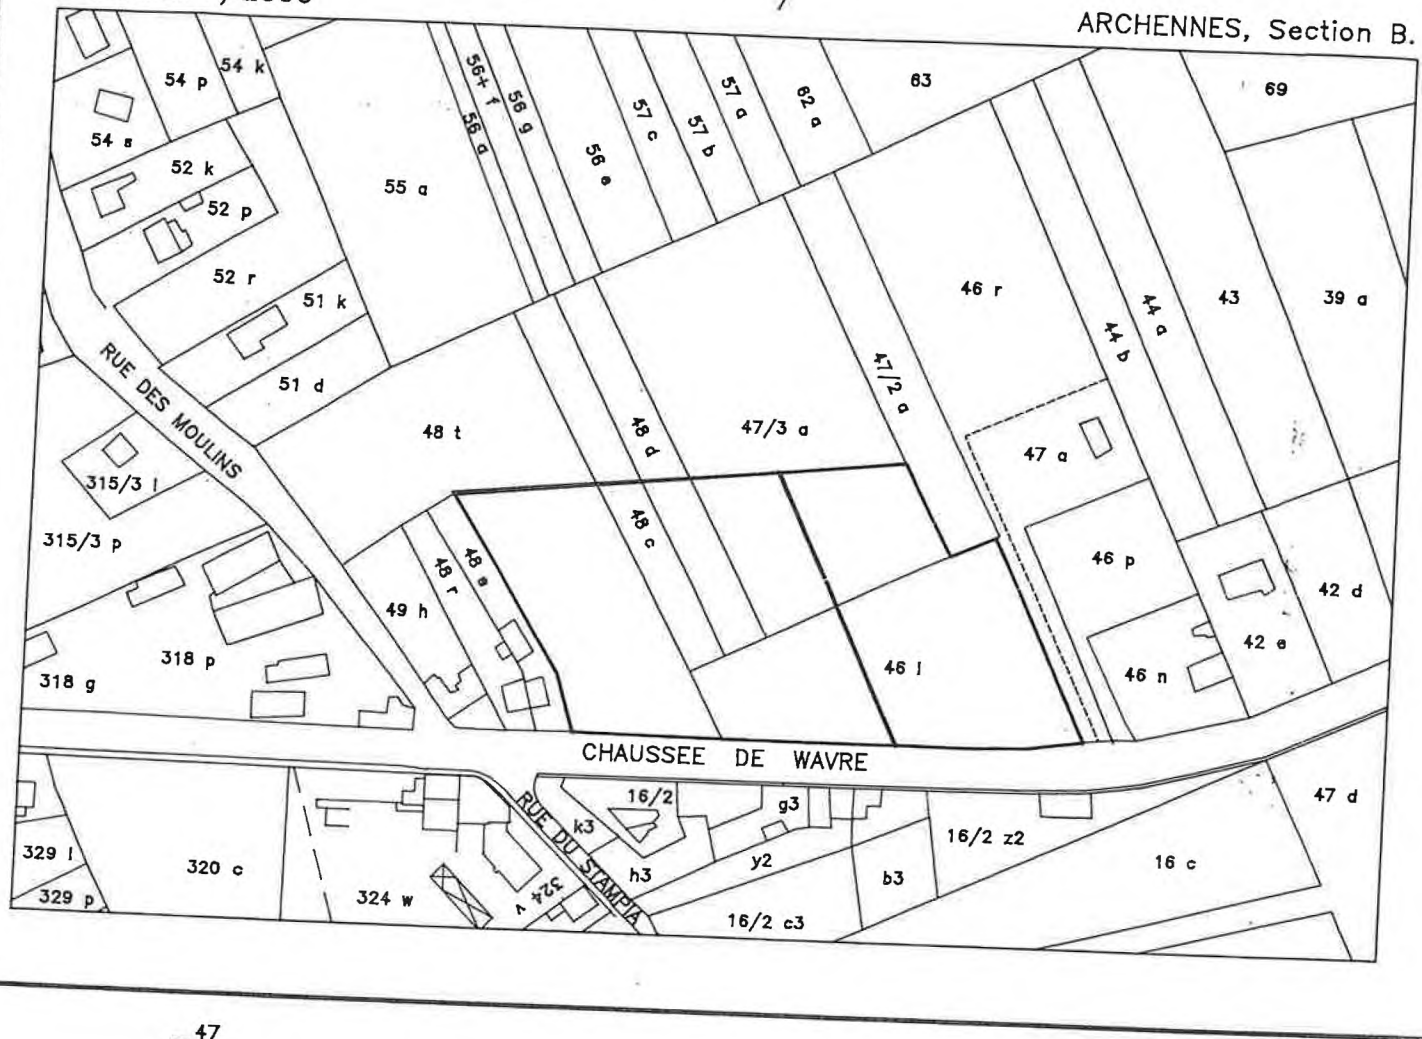 ARCHENNES, Section B.
54 p
54 k
56+ f
56 g
56 a
57 c
57 b
57 a
62 a
63
69
54 s
52 k
55 a
56 e
52 p
52 r
51 k
46 r
44 b
44 a
43
39 a
RUE DES MOULINS
51 d
48 t
48 d
47/3 a
47/2 a
47 a
315/3 l
315/3 p
48 c
46 p
49 h
48 r
48 s
42 d
318 p
318 g
46 l
46 n
42 e
CHAUSSEE DE WAVRE
16/2
g3
k3
RUE DU STAMPIA
47 d
329 l
320 c
324 w
324 v
h3
y2
b3
16/2 z2
16 c
329 p
16/2 c3
47